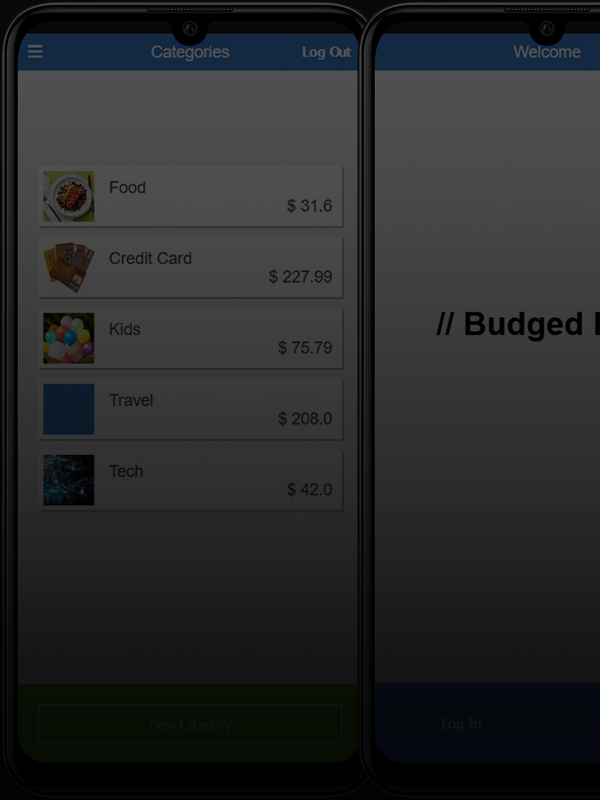 Categories
Log Out
Food
$ 31.6
Credit Card
$ 227.99
Kids
$ 75.79
Travel
$ 208.0
Tech
$ 42.0
New Category
Welcome
// Budged
Log In